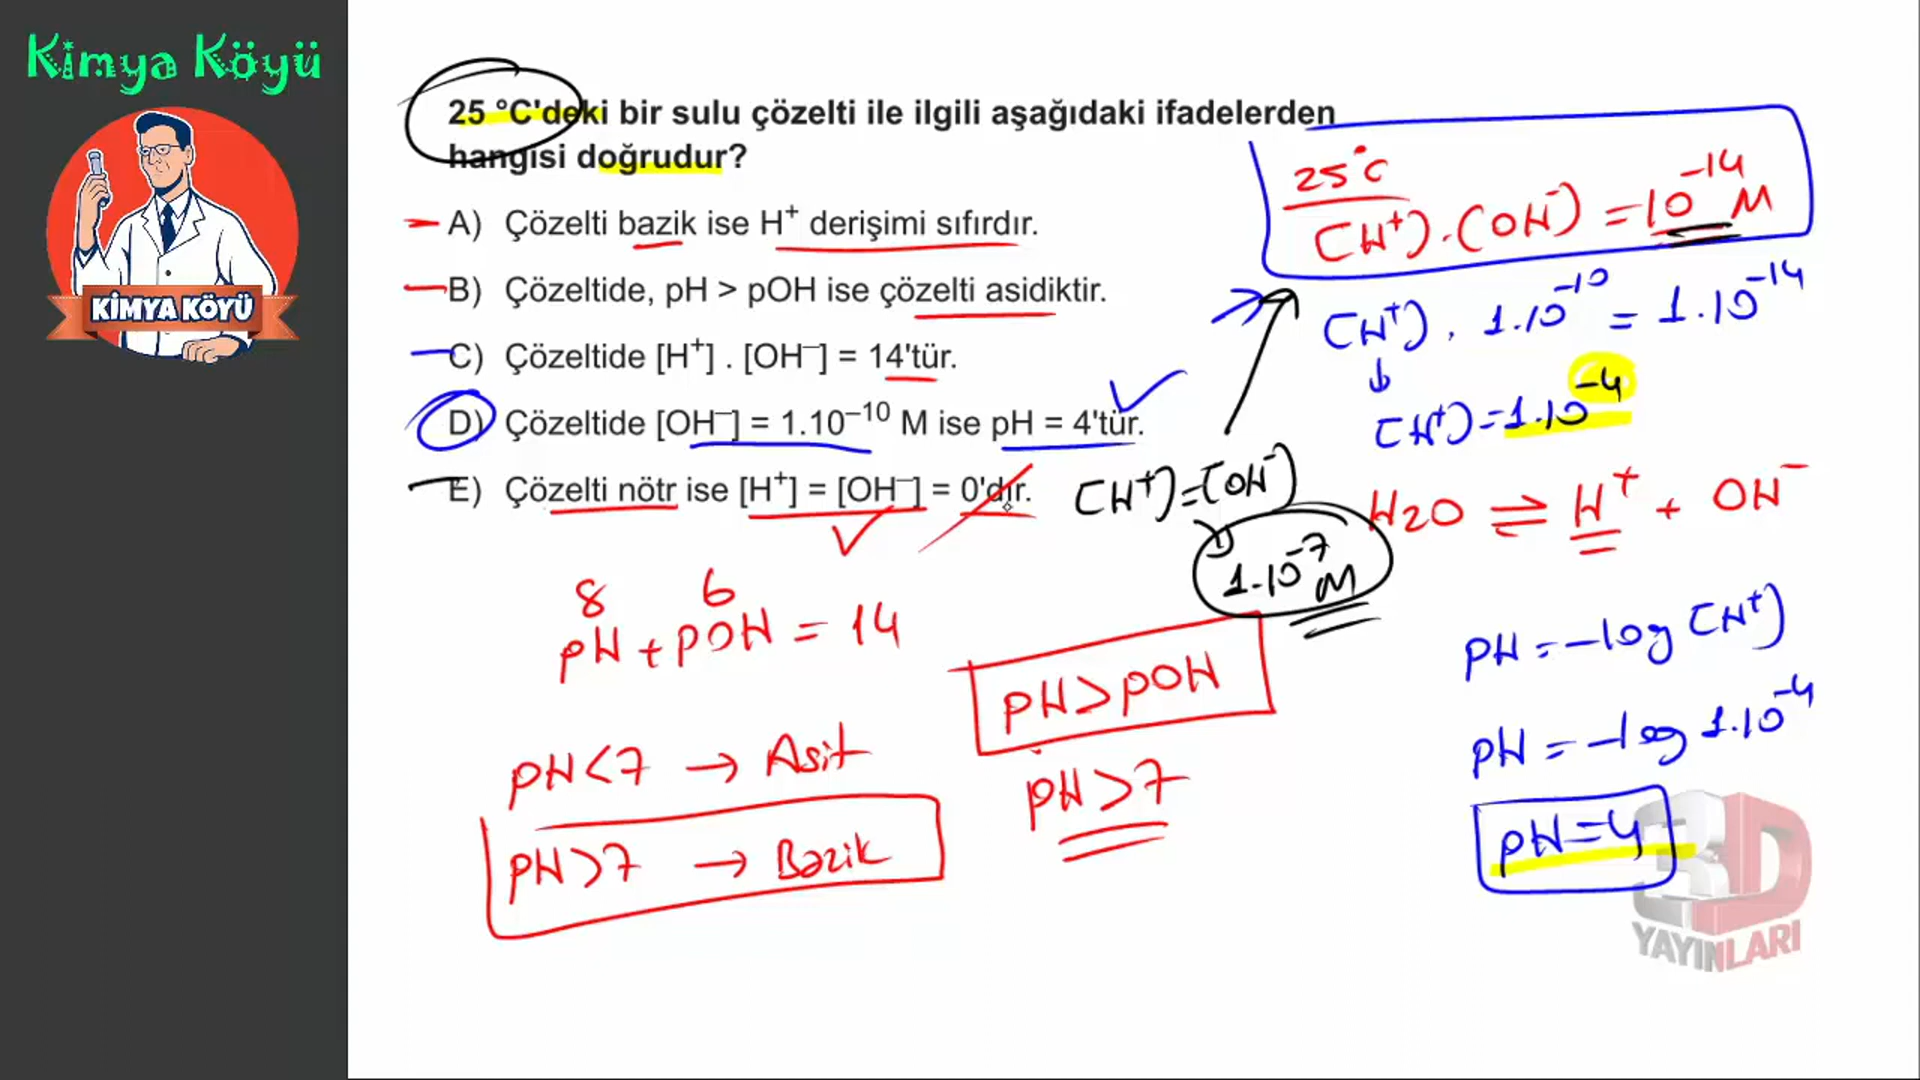 Kimya Köyü
KİMYA KÖYÜ
25 °C'deki bir sulu çözelti ile ilgili aşağıdaki ifadelerden
hangisi doğrudur?
A) Çözelti bazik ise H⁺ derişimi sıfırdır.
B) Çözeltide, pH > pOH ise çözelti asidiktir.
C) Çözeltide [H⁺] . [OH⁻] = 14'tür.
D) Çözeltide [OH⁻] = 1.10⁻¹⁰ M ise pH = 4'tür.
E) Çözelti nötr ise [H⁺] = [OH⁻] = 0'dır.
25°C
[H⁺].[OH⁻] = 10⁻¹⁴ M
[H⁺] . 1.10⁻¹⁰ = 1.10⁻¹⁴
[H⁺] = 1.10⁻⁴
[H⁺] = [OH⁻]
1.10⁻⁷ M
H₂O ⇌ H⁺ + OH⁻
8 6
pH + pOH = 14
pH < 7 → Asit
pH > 7 → Bazik
pH > pOH
pH > 7
pH = -log [H⁺]
pH = -log 1.10⁻⁴
pH = 4
3D
YAYINLARI